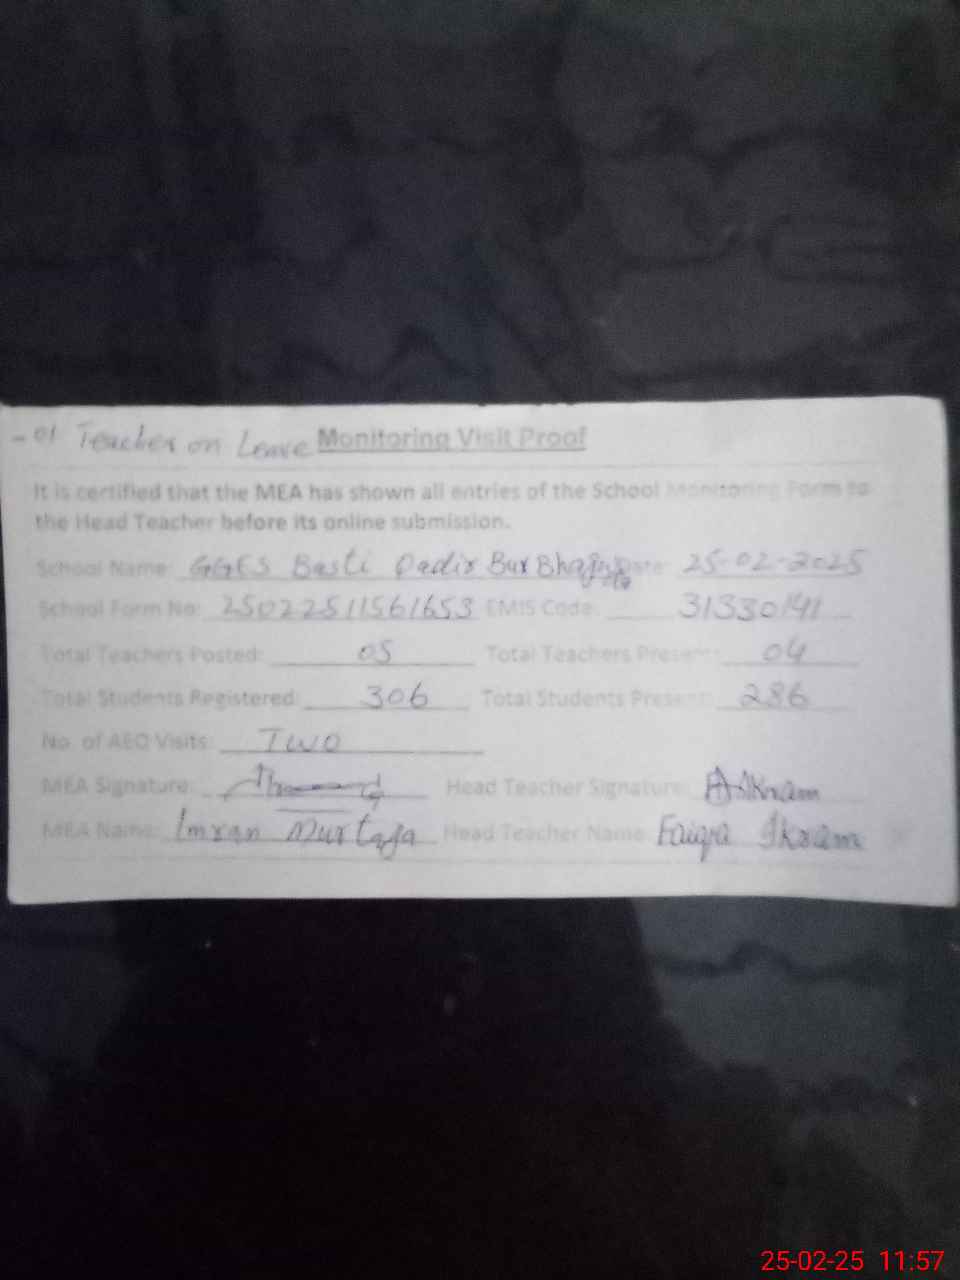 - 01 Teacher on Leave Monitoring Visit Proof
It is certified that the MEA has shown all entries of the School Monitoring Form to
the Head Teacher before its online submission.
School Name: GGES Basti Qadir Bux Date: 25-02-2025
School Form No: 25022511561653 EMIS Code: 31330141
Total Teachers Posted: 05 Total Teachers Present: 04
Total Students Registered: 306 Total Students Present: 286
No. of AEO Visits: Two
MEA Signature: Head Teacher Signature:
MEA Name: Imran Murtaja Head Teacher Name: Faiqra Ikram
25-02-25 11:57